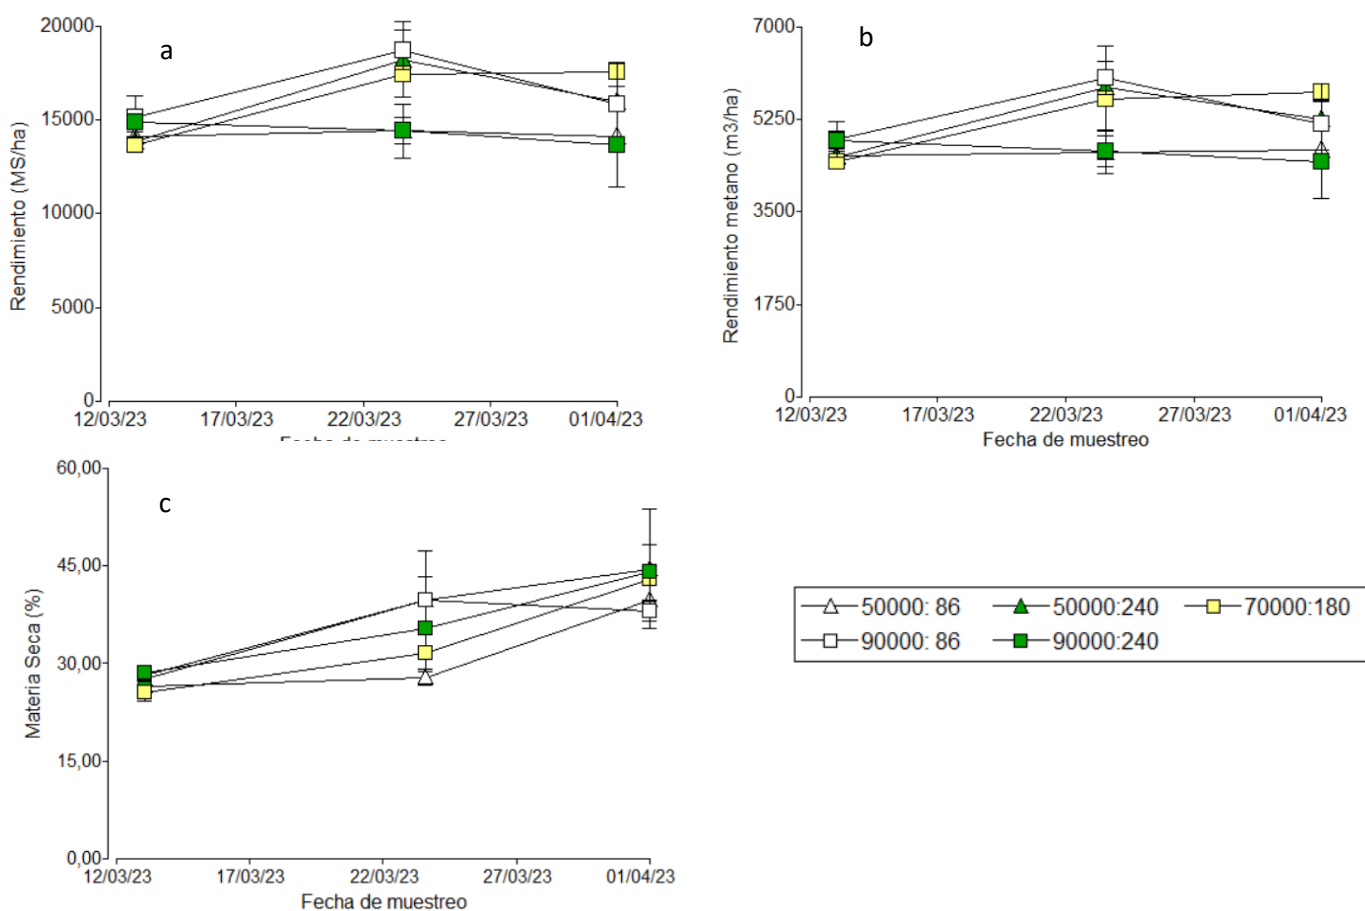 a
20000
15000
10000
5000
0
Rendimiento (MS/ha)
12/03/23 17/03/23 22/03/23 27/03/23 01/04/23
Fecha de muestreo
b
7000
5250
3500
1750
0
Rendimiento metano (m3/ha)
12/03/23 17/03/23 22/03/23 27/03/23 01/04/23
Fecha de muestreo
c
60,00
45,00
30,00
15,00
0,00
Materia Seca (%)
12/03/23 17/03/23 22/03/23 27/03/23 01/04/23
Fecha de muestreo
50000: 86 50000:240 70000:180
90000: 86 90000:240